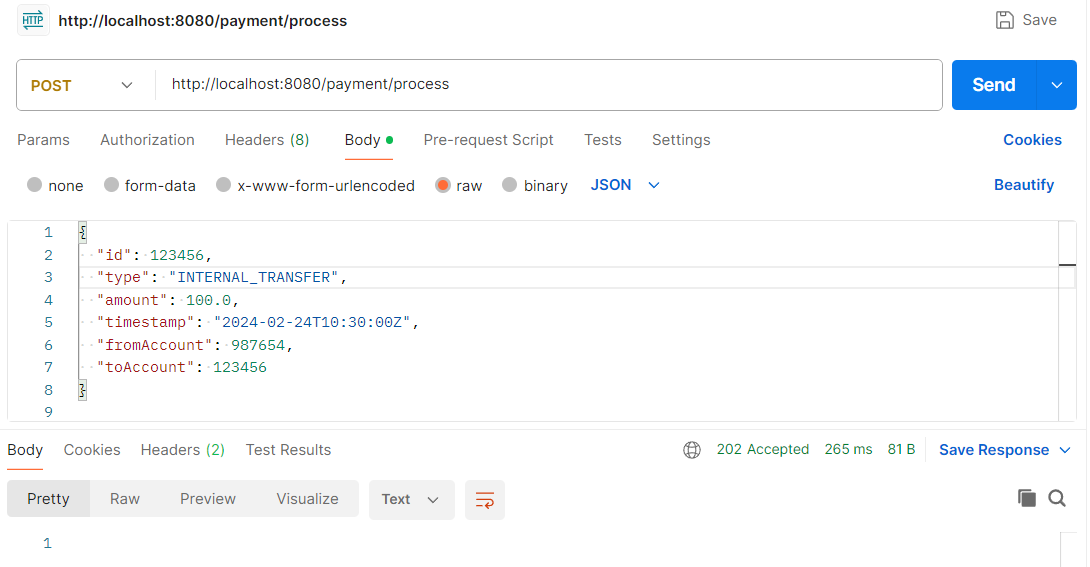 HTTP http://localhost:8080/payment/process Save
POST http://localhost:8080/payment/process Send
Params Authorization Headers (8) Body Pre-request Script Tests Settings Cookies
none form-data x-www-form-urlencoded raw binary JSON Beautify
1 {
2 "id": 123456,
3 "type": "INTERNAL_TRANSFER",
4 "amount": 100.0,
5 "timestamp": "2024-02-24T10:30:00Z",
6 "fromAccount": 987654,
7 "toAccount": 123456
8 }
9
Body Cookies Headers (2) Test Results 202 Accepted 265 ms 81 B Save Response
Pretty Raw Preview Visualize Text
1